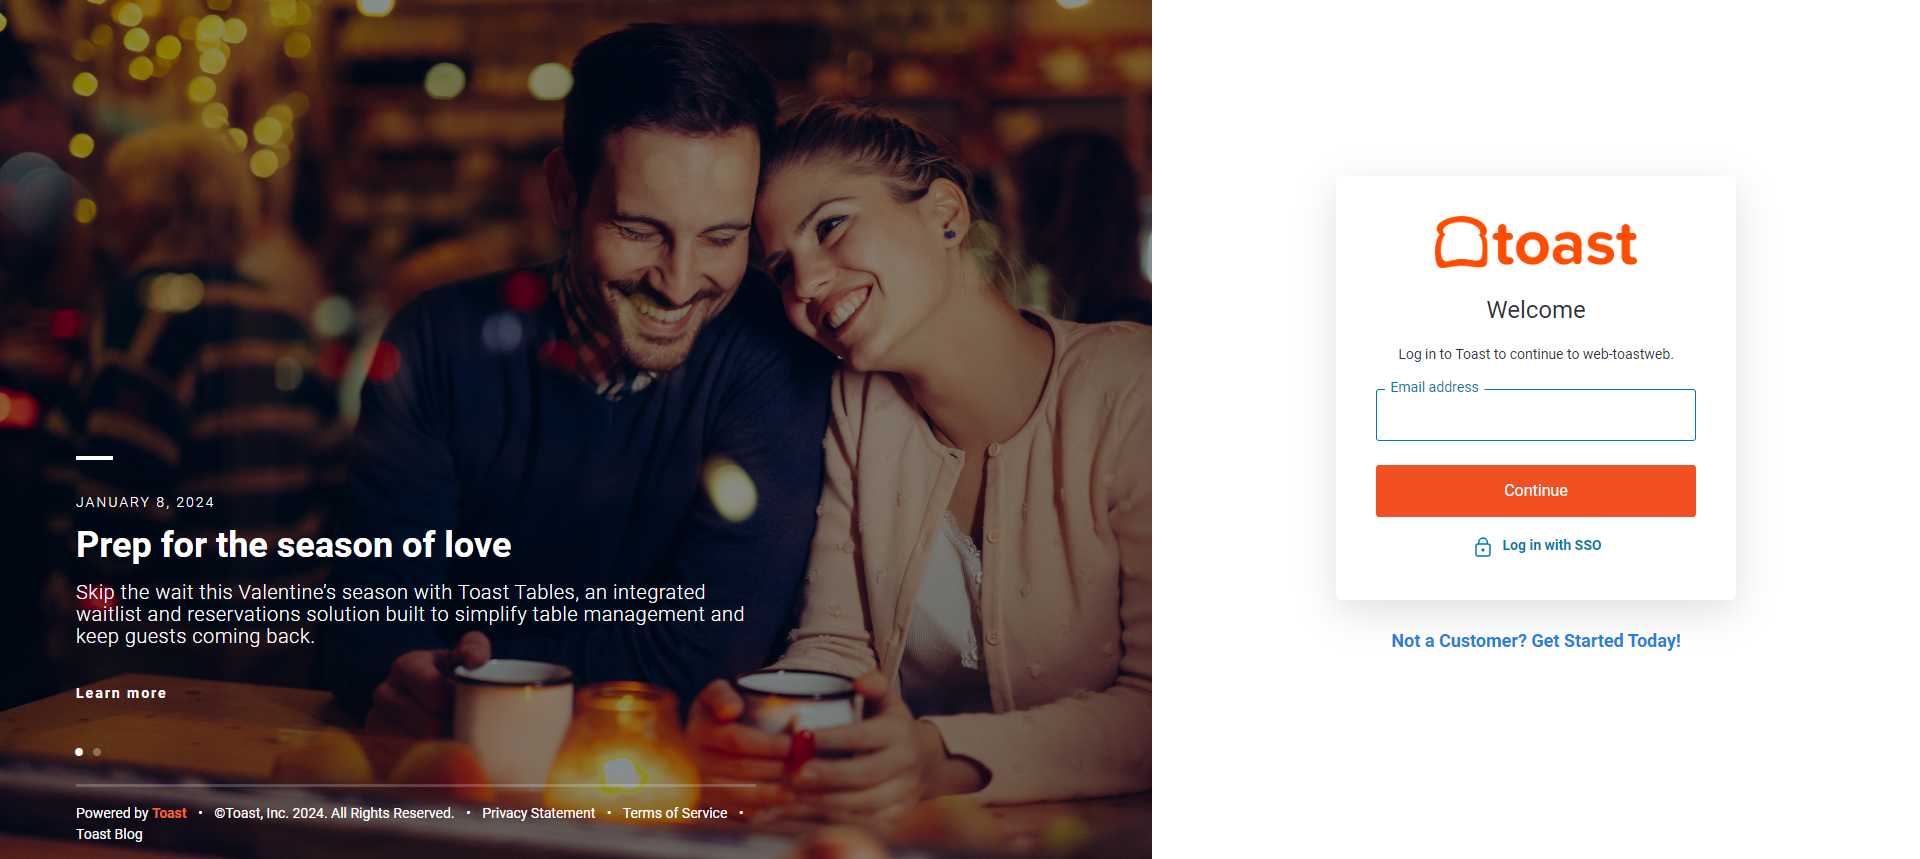 JANUARY 8, 2024
Prep for the season of love
Skip the wait this Valentine’s season with Toast Tables, an integrated
waitlist and reservations solution built to simplify table management and
keep guests coming back.
Learn more
Powered by Toast • ©Toast, Inc. 2024. All Rights Reserved. • Privacy Statement • Terms of Service •
Toast Blog
toast
Welcome
Log in to Toast to continue to web-toastweb.
Email address
Continue
Log in with SSO
Not a Customer? Get Started Today!